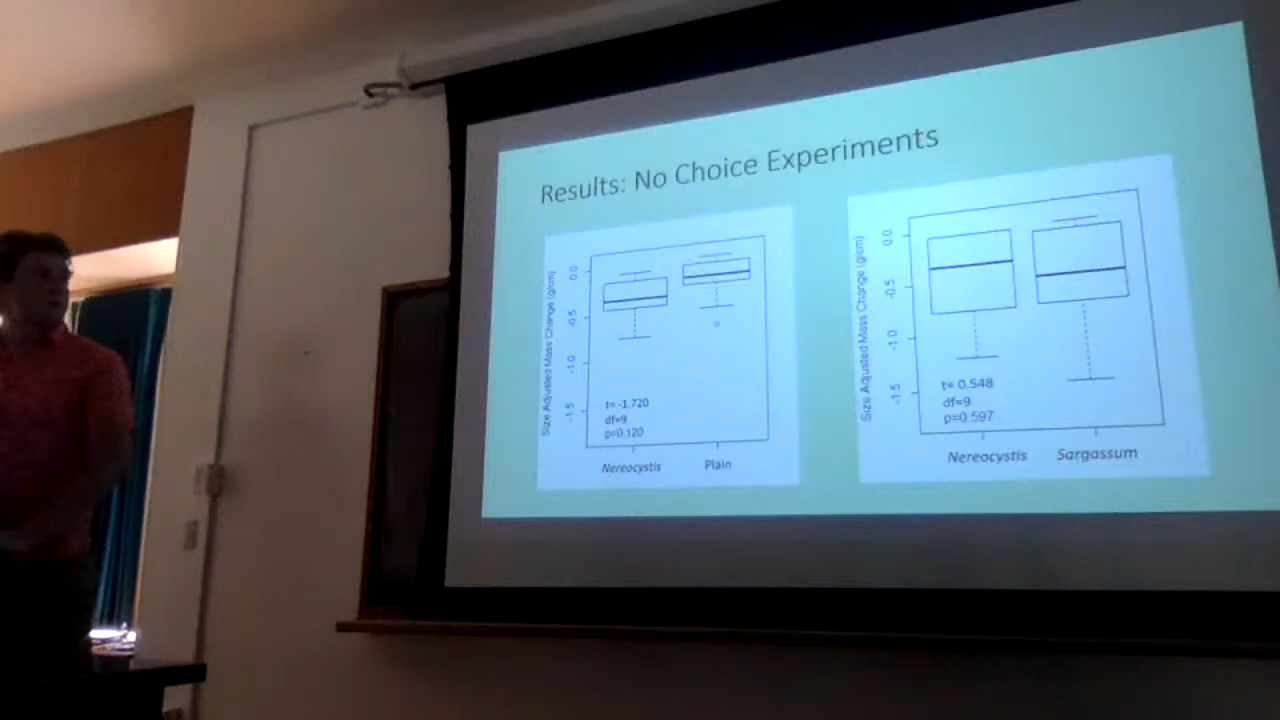 Results: No Choice Experiments
Size Adjusted Mass Change (g/cm)
0.0
-0.5
-1.0
-1.5
t= -1.720
df=9
p=0.120
Nereocystis Plain
Size Adjusted Mass Change (g/cm)
0.0
-0.5
-1.0
-1.5
t= 0.548
df=9
p=0.597
Nereocystis Sargassum